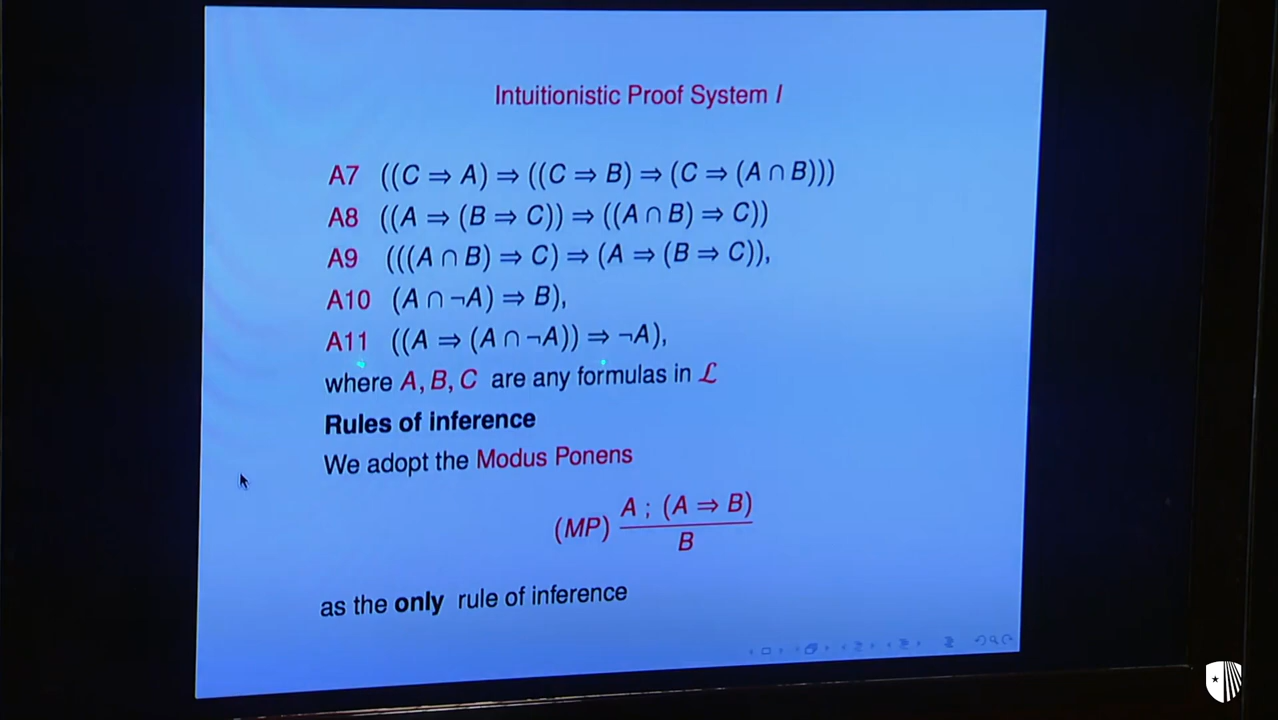 Intuitionistic Proof System I
A7 ((C ⇒ A) ⇒ ((C ⇒ B) ⇒ (C ⇒ (A ∩ B)))
A8 ((A ⇒ (B ⇒ C)) ⇒ ((A ∩ B) ⇒ C))
A9 (((A ∩ B) ⇒ C) ⇒ (A ⇒ (B ⇒ C)),
A10 (A ∩ ¬A) ⇒ B),
A11 ((A ⇒ (A ∩ ¬A)) ⇒ ¬A),
where A, B, C are any formulas in ℒ
Rules of inference
We adopt the Modus Ponens
(MP) A ; (A ⇒ B)
B
as the only rule of inference